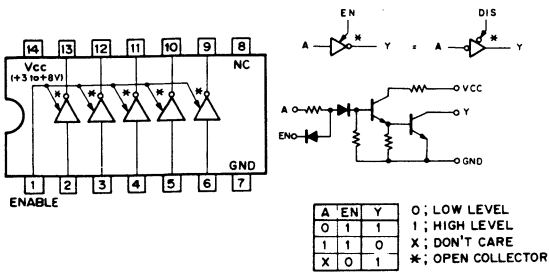 14 13 12 11 10 9 8
Vcc
(+3 to+8V)
NC
* * * * *
GND
1 2 3 4 5 6 7
ENABLE
EN
A * Y
=
DIS
A * Y
VCC
A
Y
EN
GND
A EN Y
0 1 1
1 1 0
X 0 1
0 ; LOW LEVEL
1 ; HIGH LEVEL
X ; DON'T CARE
* ; OPEN COLLECTOR